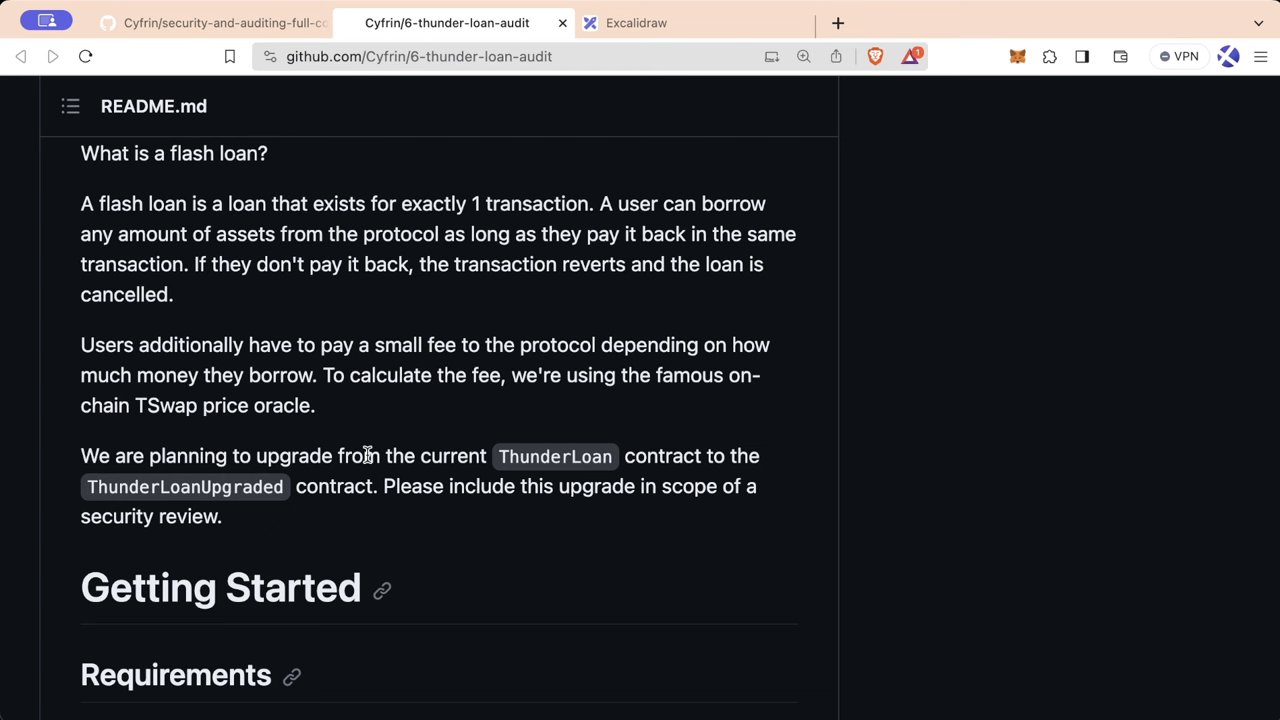 Cyfrin/security-and-auditing-full-co
Cyfrin/6-thunder-loan-audit
Excalidraw
github.com/Cyfrin/6-thunder-loan-audit
1
VPN
README.md
What is a flash loan?
A flash loan is a loan that exists for exactly 1 transaction. A user can borrow
any amount of assets from the protocol as long as they pay it back in the same
transaction. If they don't pay it back, the transaction reverts and the loan is
cancelled.
Users additionally have to pay a small fee to the protocol depending on how
much money they borrow. To calculate the fee, we're using the famous on-
chain TSwap price oracle.
We are planning to upgrade from the current ThunderLoan contract to the
ThunderLoanUpgraded contract. Please include this upgrade in scope of a
security review.
Getting Started
Requirements